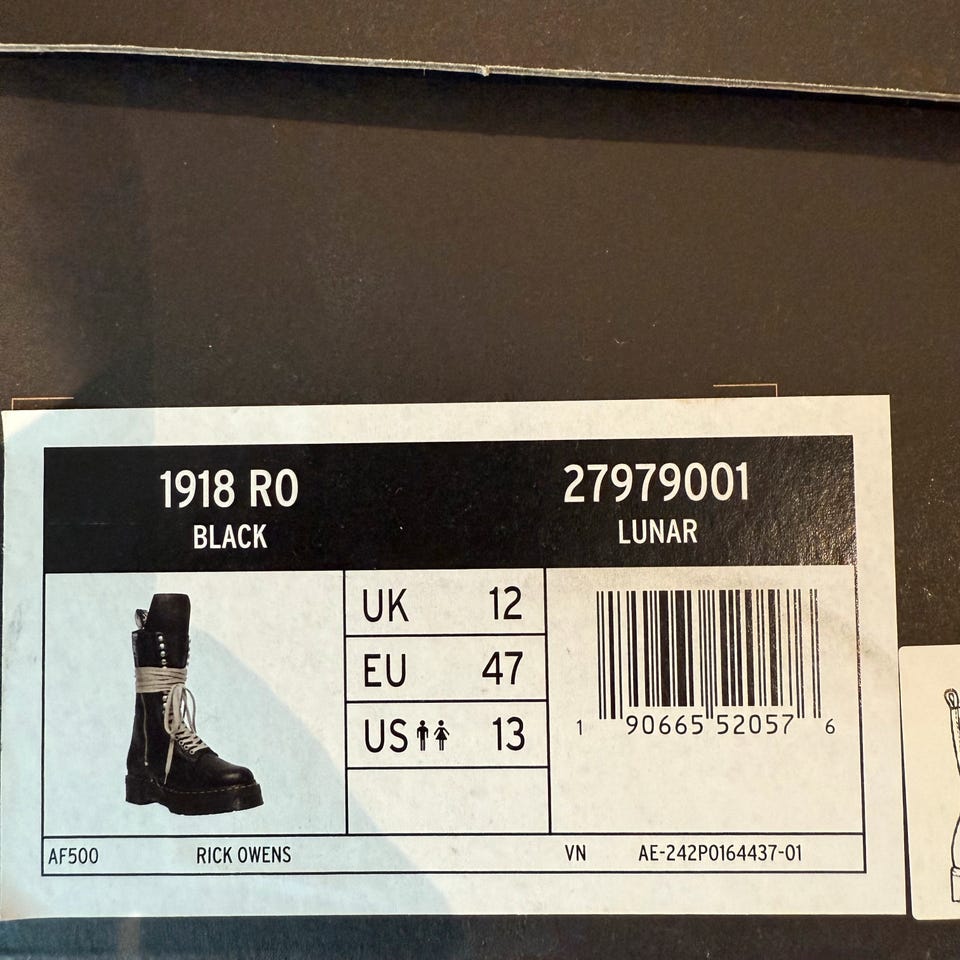 1918 RO
BLACK
27979001
LUNAR
UK 12
EU 47
US 13
1 90665 52057 6
AF500 RICK OWENS VN AE-242P0164437-01